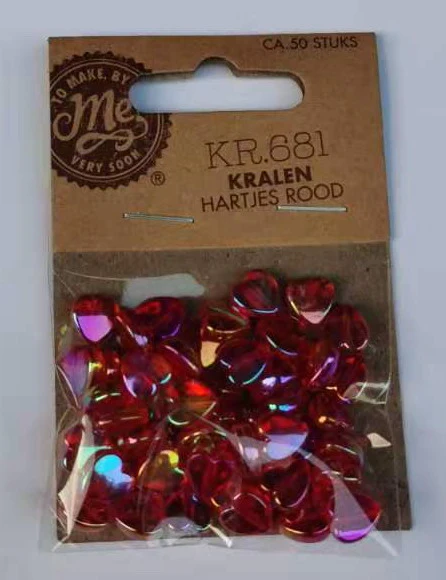 CA.50 STUKS
TO MAKE, BY
Me
VERY SOON
®
KR.681
KRALEN
HARTJES ROOD